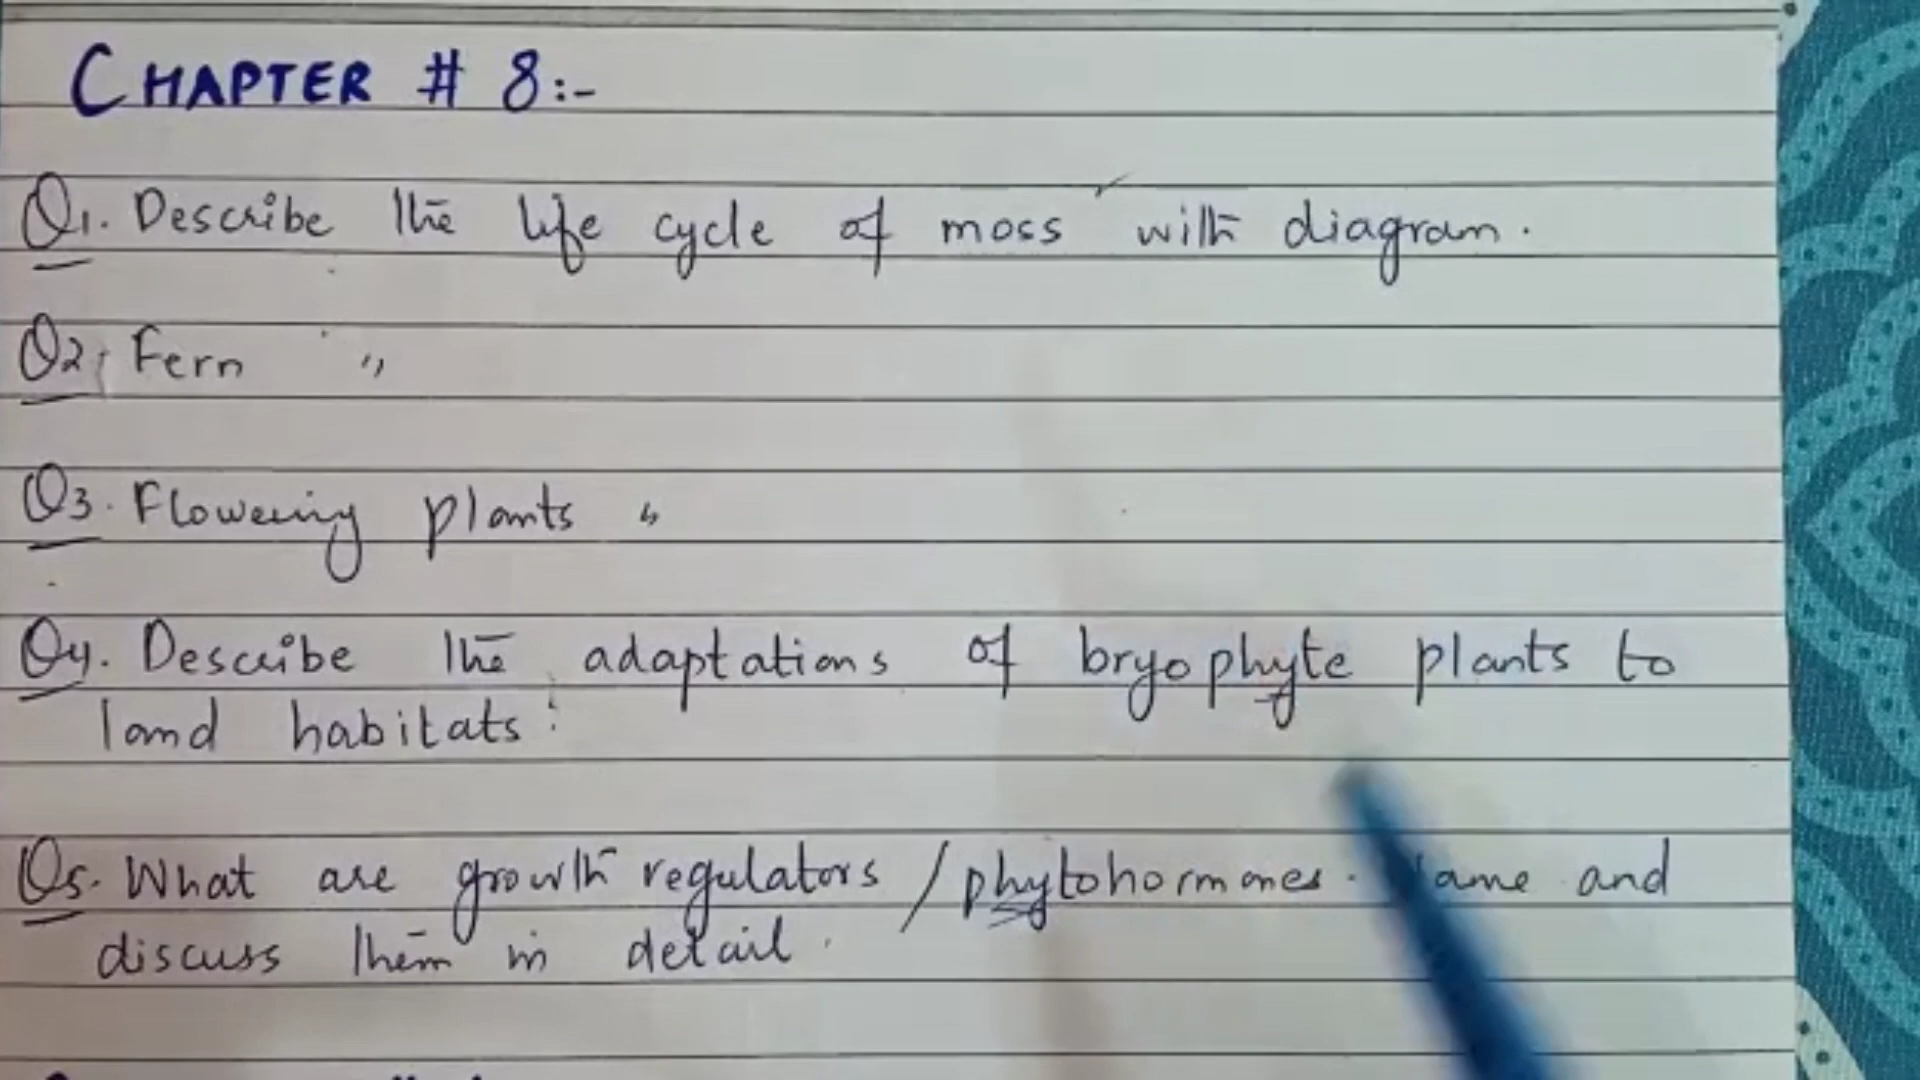 CHAPTER # 8:-
Q1. Describe the life cycle of moss with diagram.
Q2. Fern "
Q3. Flowering plants "
Q4. Describe the adaptations of bryophyte plants to
land habitats.
Q5. What are growth regulators / phytohormones. and
discuss them in detail.